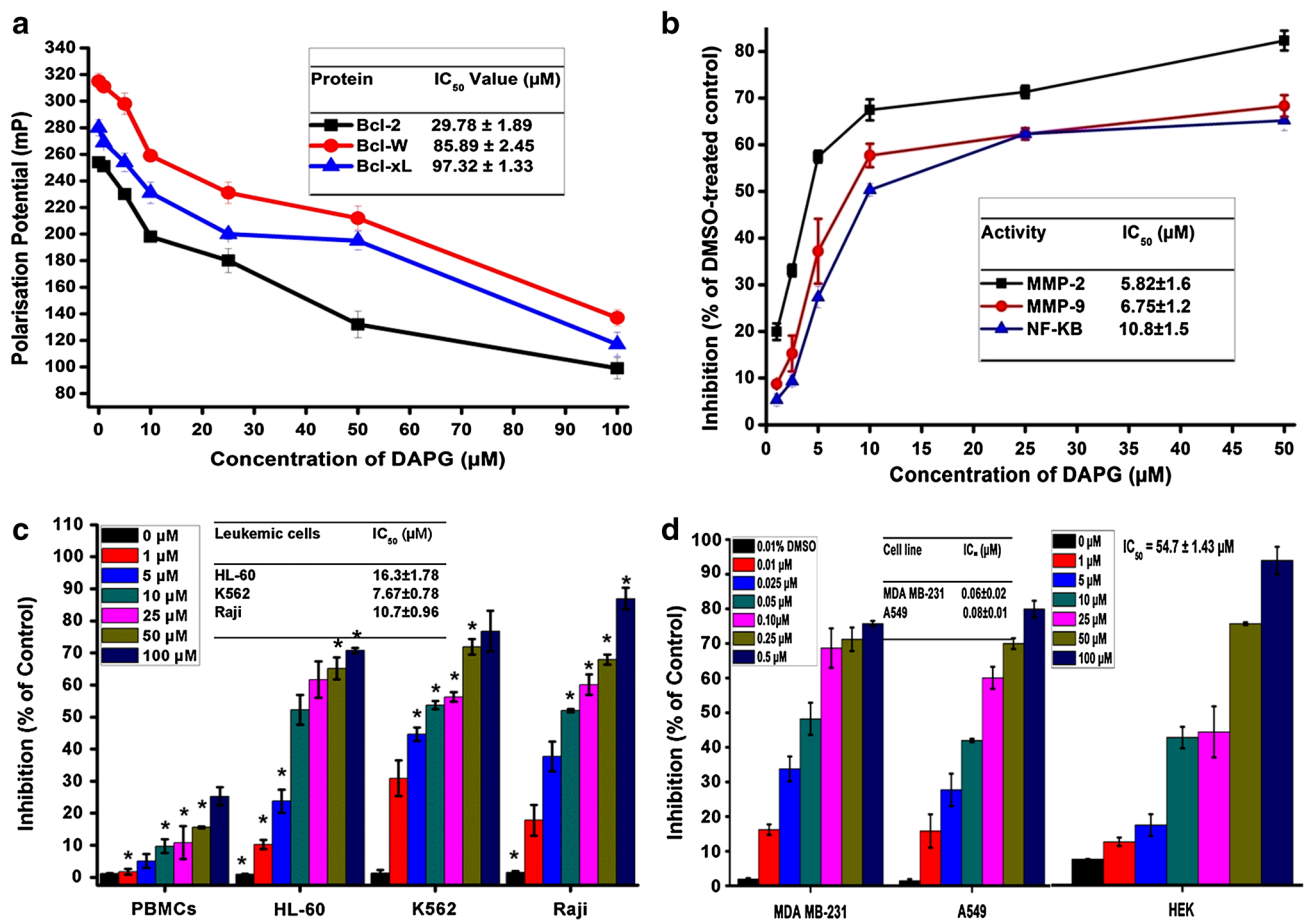 a
340
320
300
280
260
240
220
200
180
160
140
120
100
80
Polarisation Potential (mP)
0 10 20 30 40 50 60 70 80 90 100
Concentration of DAPG (µM)
Protein IC50 Value (µM)
Bcl-2 29.78 ± 1.89
Bcl-W 85.89 ± 2.45
Bcl-xL 97.32 ± 1.33
b
80
70
60
50
40
30
20
10
0
Inhibition (% of DMSO-treated control)
0 5 10 15 20 25 30 35 40 45 50
Concentration of DAPG (µM)
Activity IC50 (µM)
MMP-2 5.82±1.6
MMP-9 6.75±1.2
NF-KB 10.8±1.5
c
110
100
90
80
70
60
50
40
30
20
10
0
Inhibition (% of Control)
0 µM
1 µM
5 µM
10 µM
25 µM
50 µM
100 µM
Leukemic cells IC50 (µM)
HL-60 16.3±1.78
K562 7.67±0.78
Raji 10.7±0.96
* * * * * * * * * * * * * * * * * *
PBMCs HL-60 K562 Raji
d
100
90
80
70
60
50
40
30
20
10
0
Inhibition (% of Control)
0.01% DMSO
0.01 µM
0.025 µM
0.05 µM
0.10µM
0.25 µM
0.5 µM
Cell line IC50 (µM)
MDA MB-231 0.06±0.02
A549 0.08±0.01
0 µM
1 µM
5 µM
10 µM
25 µM
50 µM
100 µM
IC50 = 54.7 ± 1.43 µM
MDA MB-231 A549 HEK